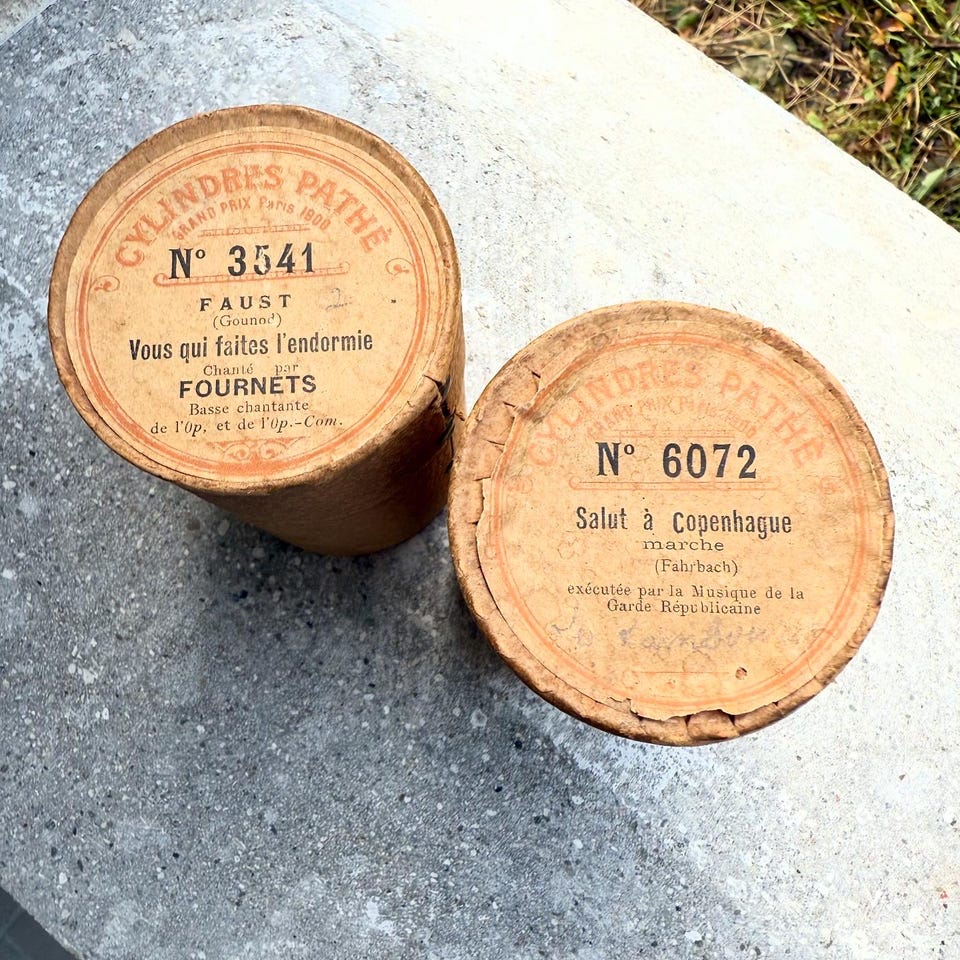 CYLINDRES PATHÉ
GRAND PRIX Paris 1900
Nº 3541
FAUST
(Gounod)
Vous qui faites l'endormie
Chanté par
FOURNETS
Basse chantante
de l'Op, et de l'Op.-Com.
CYLINDRES PATHÉ
GRAND PRIX
Nº 6072
Salut à Copenhague
marche
(Fahrbach)
exécutée par la Musique de la
Garde Républicaine